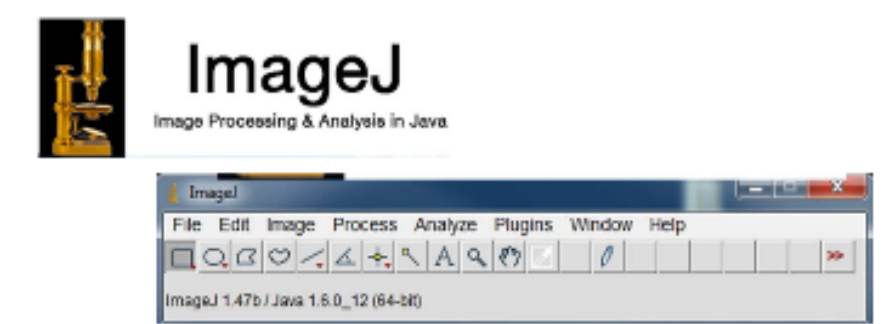 ImageJ
Image Processing & Analysis in Java
ImageJ
File Edit Image Process Analyze Plugins Window Help
A >>
ImageJ 1.47b / Java 1.6.0_12 (64-bit)